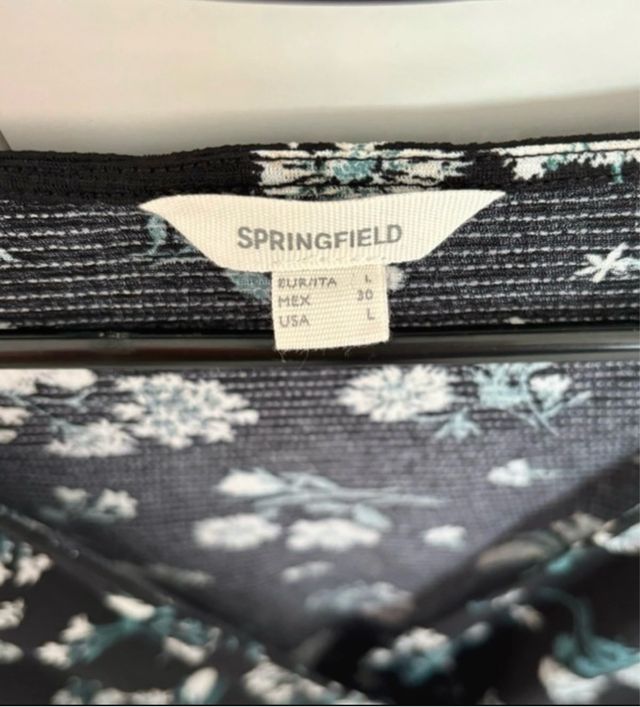 SPRINGFIELD
EUR/ITA L
MEX 30
USA L